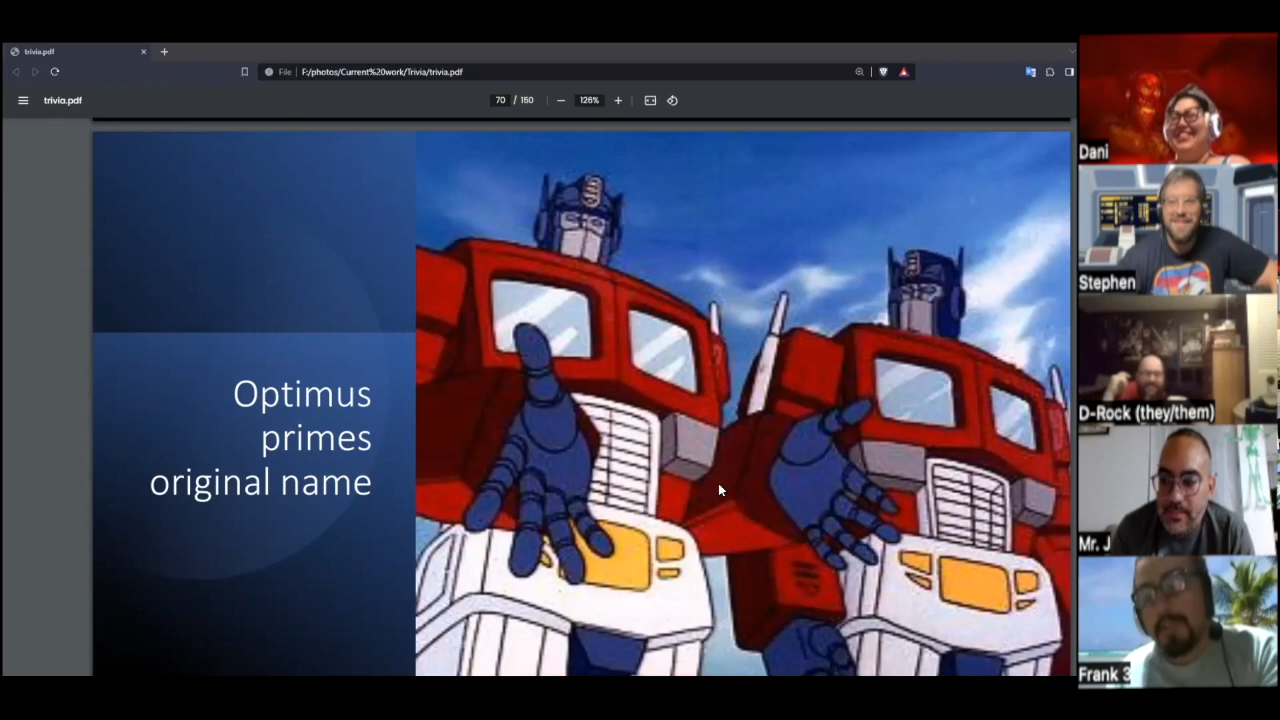 trivia.pdf
File
F:/photos/Current%20work/Trivia/trivia.pdf
trivia.pdf
70 / 150
126%
Optimus
primes
original name
Dani
Stephen
D-Rock (they/them)
Mr. J
Frank 3